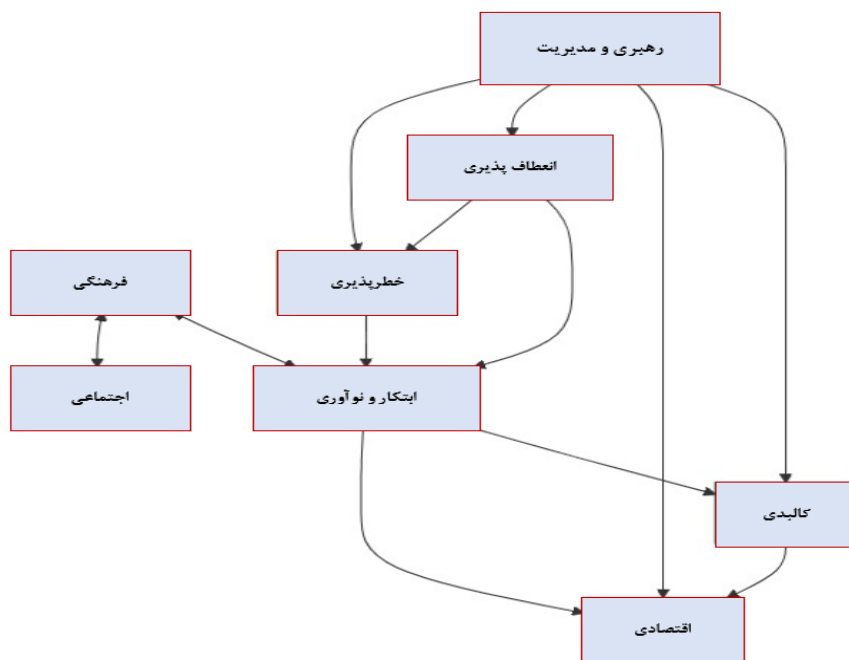 رهبری و مدیریت
انعطاف پذیری
خطرپذیری
فرهنگی
ابتکار و نوآوری
اجتماعی
کالبدی
اقتصادی